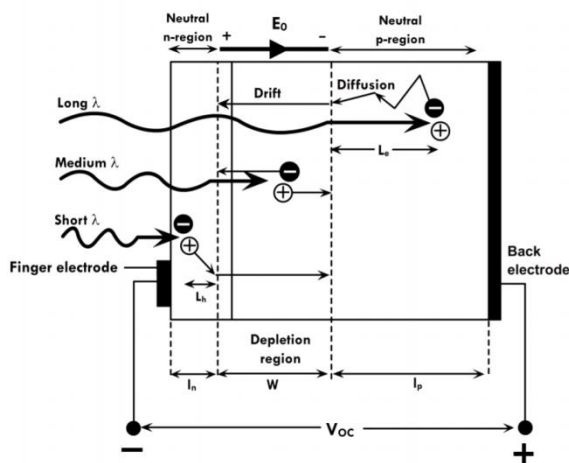 Neutral
n-region
+
E₀
−
Neutral
p-region
Drift
Diffusion
−
Long λ
+
Lₑ
Medium λ
−
+
Short λ
−
+
Finger electrode
Lₕ
Back
electrode
Depletion
region
lₙ
W
lₚ
V_OC
−
+